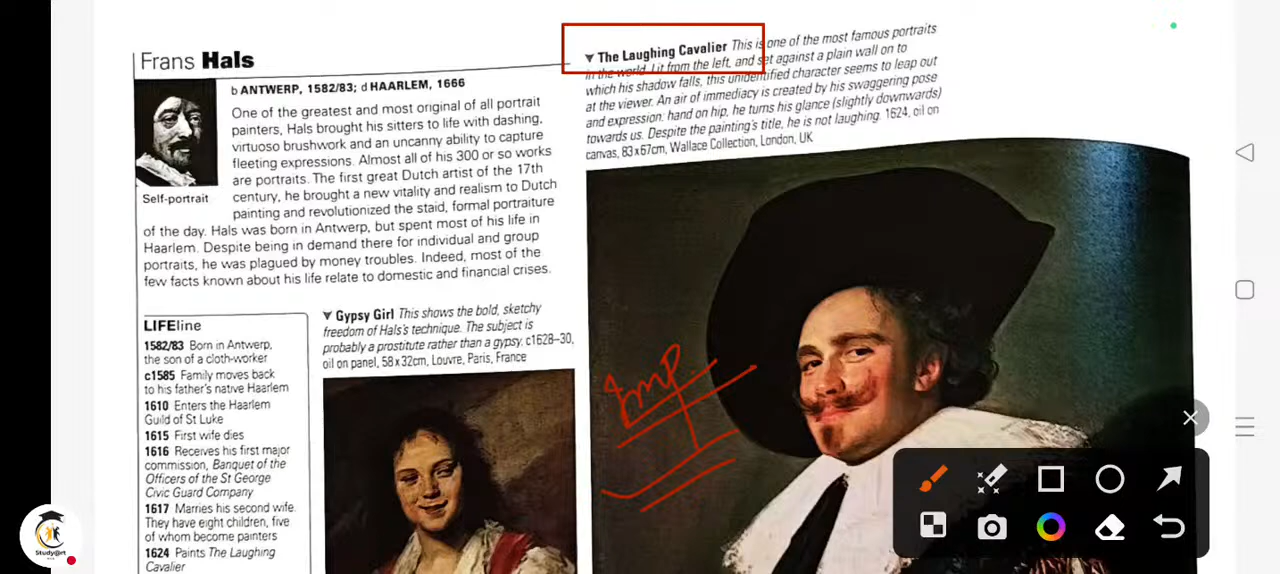 Frans Hals
b ANTWERP, 1582/83; d HAARLEM, 1666
One of the greatest and most original of all portrait
painters, Hals brought his sitters to life with dashing,
virtuoso brushwork and an uncanny ability to capture
fleeting expressions. Almost all of his 300 or so works
are portraits. The first great Dutch artist of the 17th
century, he brought a new vitality and realism to Dutch
painting and revolutionized the staid, formal portraiture
of the day. Hals was born in Antwerp, but spent most of his life in
Haarlem. Despite being in demand there for individual and group
portraits, he was plagued by money troubles. Indeed, most of the
few facts known about his life relate to domestic and financial crises.
Self-portrait
LIFEline
1582/83 Born in Antwerp,
the son of a cloth-worker
c1585 Family moves back
to his father's native Haarlem
1610 Enters the Haarlem
Guild of St Luke
1615 First wife dies
1616 Receives his first major
commission, Banquet of the
Officers of the St George
Civic Guard Company
1617 Marries his second wife.
They have eight children, five
of whom become painters
1624 Paints The Laughing
Cavalier
▼ Gypsy Girl This shows the bold, sketchy
freedom of Hals's technique. The subject is
probably a prostitute rather than a gypsy. c1628–30,
oil on panel, 58 x 32cm, Louvre, Paris, France
▼ The Laughing Cavalier This is one of the most famous portraits
in the world. Lit from the left, and set against a plain wall on to
which his shadow falls, this unidentified character seems to leap out
at the viewer. An air of immediacy is created by his swaggering pose
and expression: hand on hip, he turns his glance (slightly downwards)
towards us. Despite the painting's title, he is not laughing. 1624, oil on
canvas, 83 x 67cm, Wallace Collection, London, UK
Imp.
Study@rt